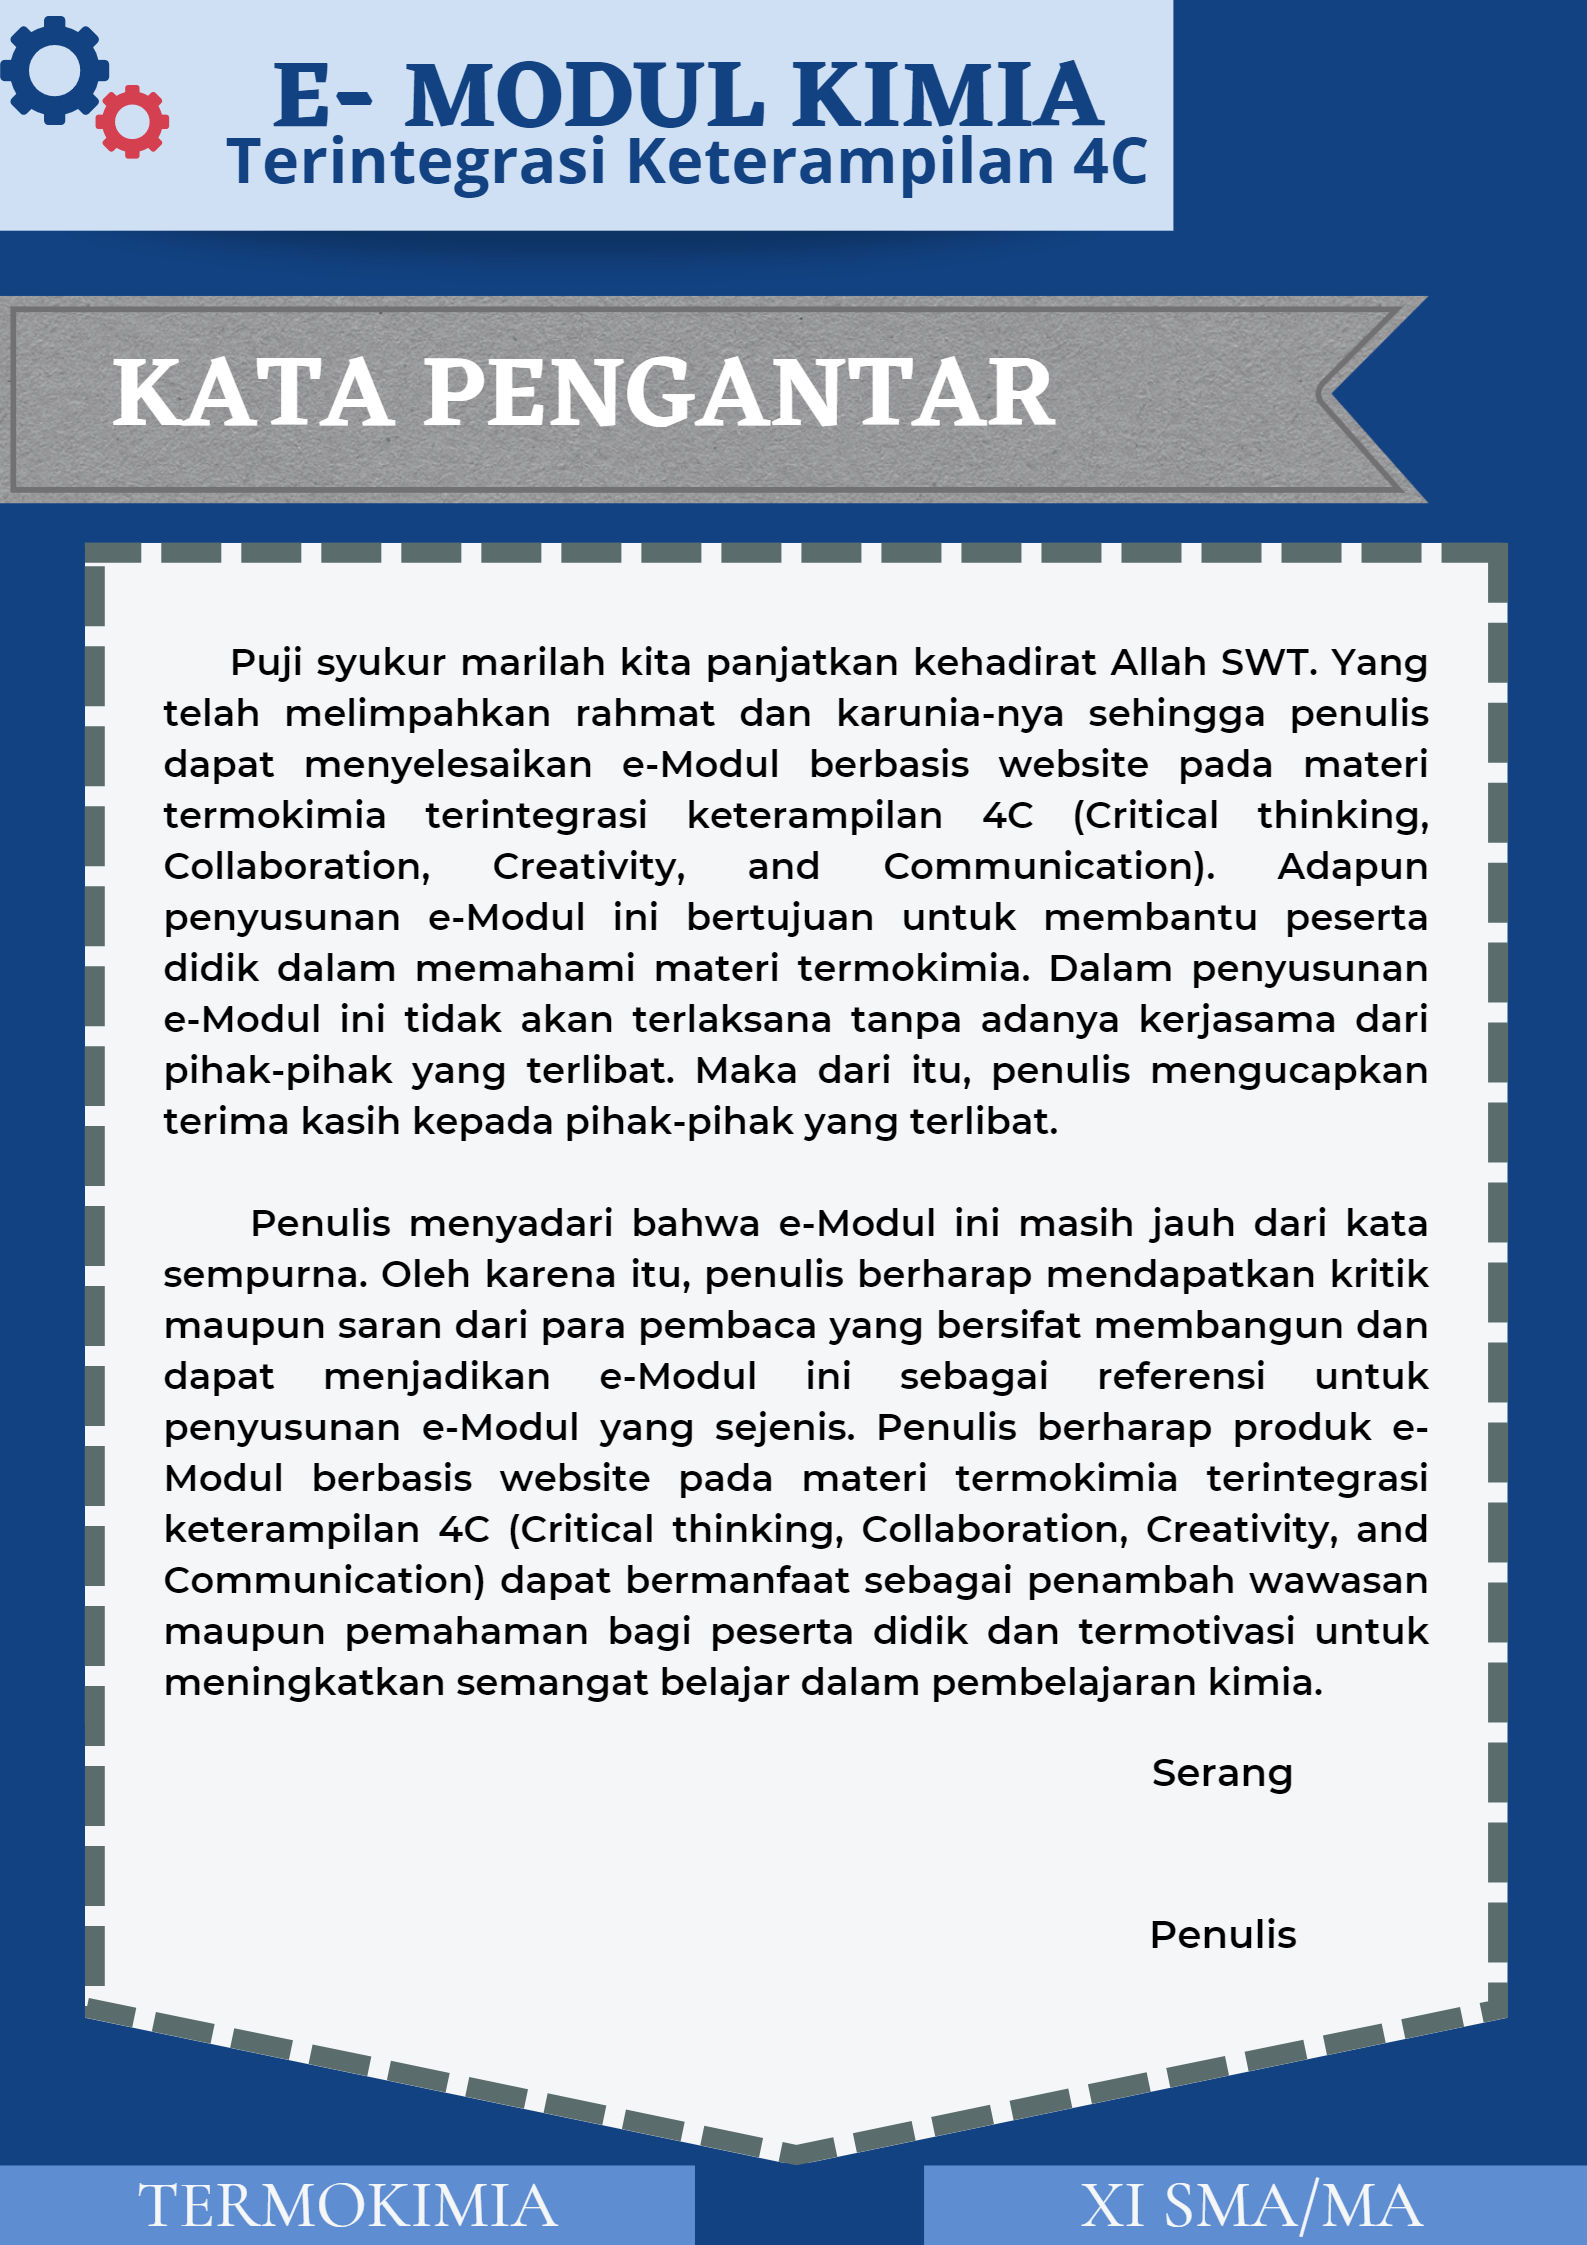 E- MODUL KIMIA
Terintegrasi Keterampilan 4C
KATA PENGANTAR
Puji syukur marilah kita panjatkan kehadirat Allah SWT. Yang
telah melimpahkan rahmat dan karunia-nya sehingga penulis
dapat menyelesaikan e-Modul berbasis website pada materi
termokimia terintegrasi keterampilan 4C (Critical thinking,
Collaboration, Creativity, and Communication). Adapun
penyusunan e-Modul ini bertujuan untuk membantu peserta
didik dalam memahami materi termokimia. Dalam penyusunan
e-Modul ini tidak akan terlaksana tanpa adanya kerjasama dari
pihak-pihak yang terlibat. Maka dari itu, penulis mengucapkan
terima kasih kepada pihak-pihak yang terlibat.
Penulis menyadari bahwa e-Modul ini masih jauh dari kata
sempurna. Oleh karena itu, penulis berharap mendapatkan kritik
maupun saran dari para pembaca yang bersifat membangun dan
dapat menjadikan e-Modul ini sebagai referensi untuk
penyusunan e-Modul yang sejenis. Penulis berharap produk e-
Modul berbasis website pada materi termokimia terintegrasi
keterampilan 4C (Critical thinking, Collaboration, Creativity, and
Communication) dapat bermanfaat sebagai penambah wawasan
maupun pemahaman bagi peserta didik dan termotivasi untuk
meningkatkan semangat belajar dalam pembelajaran kimia.
Serang
Penulis
TERMOKIMIA
XI SMA/MA